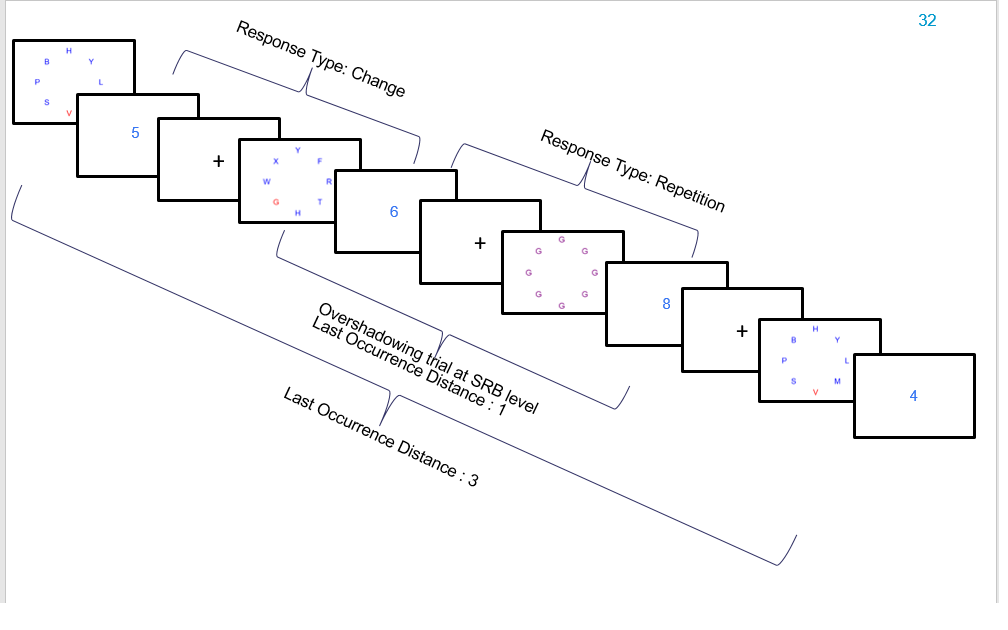 32
Response Type: Change
H
B Y
P L
S
V
5
+
Y
X F
W R
G T
H
6
Response Type: Repetition
+
G
G G
G G
G G
G
8
+
H
B Y
P L
S M
V
4
Overshadowing trial at SRB level
Last Occurrence Distance : 1
Last Occurrence Distance : 3